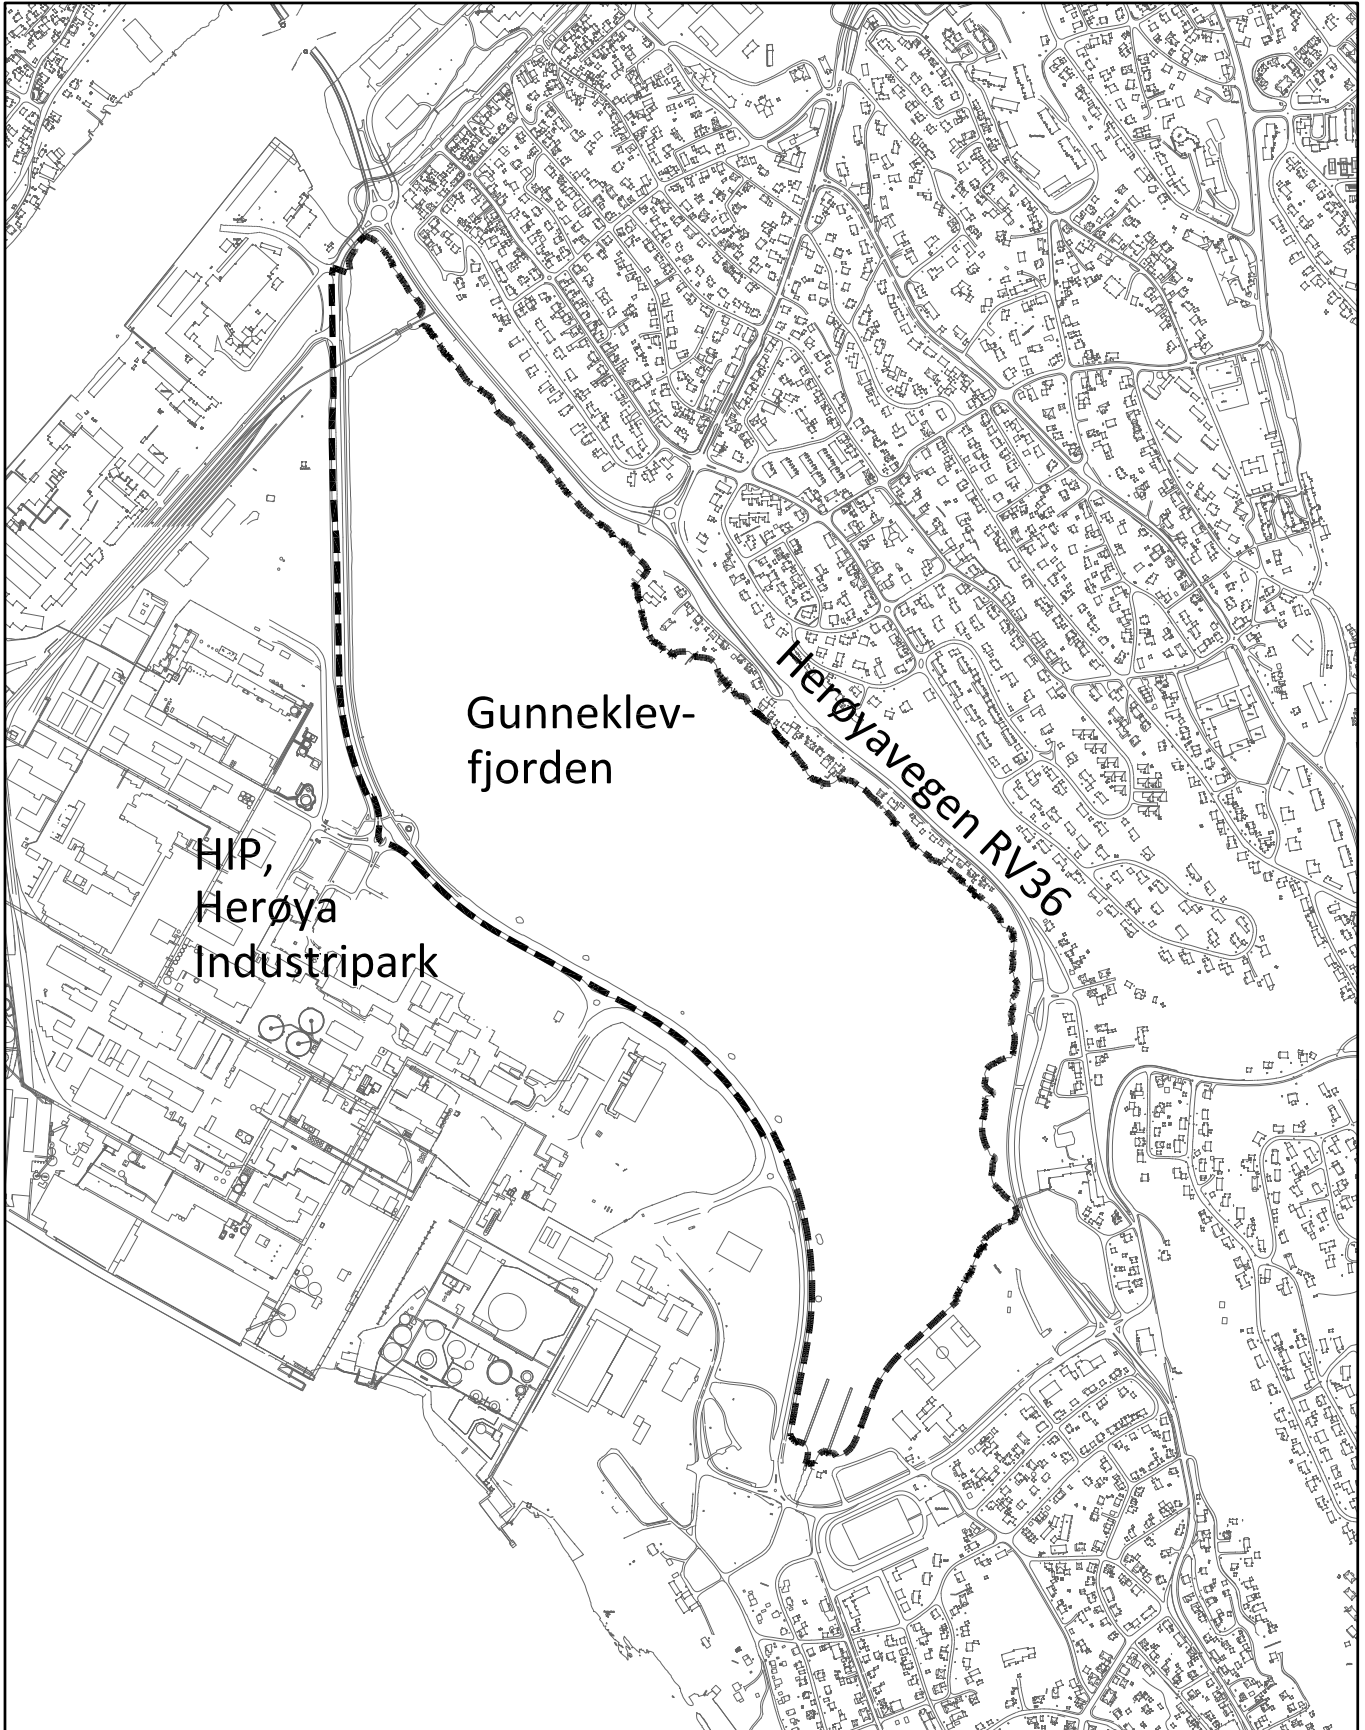 Gunneklev-
fjorden
Herøyavegen RV36
HIP,
Herøya
Industripark